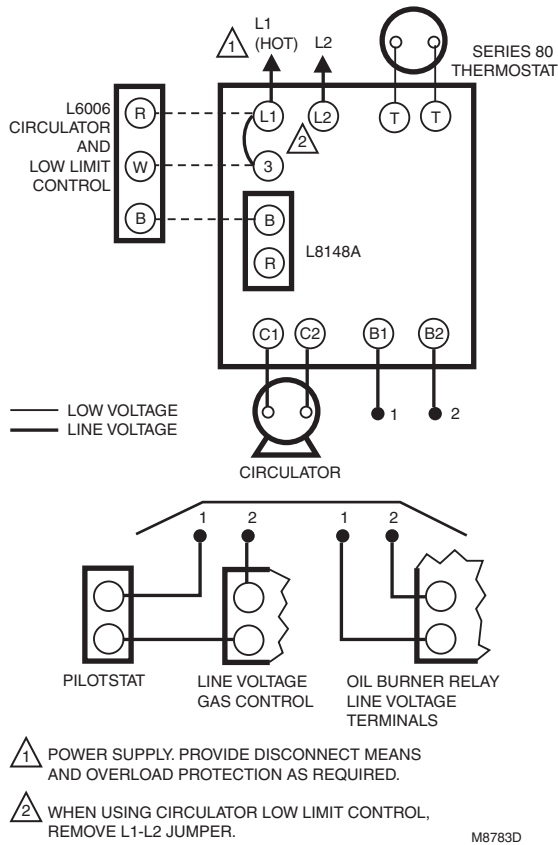 L1
(HOT)
L2
1
SERIES 80
THERMOSTAT
L6006
CIRCULATOR
AND
LOW LIMIT
CONTROL
R
W
B
L1
L2
T
T
2
3
B
R
L8148A
C1
C2
B1
B2
1
2
LOW VOLTAGE
LINE VOLTAGE
CIRCULATOR
1
2
1
2
PILOTSTAT
LINE VOLTAGE
GAS CONTROL
OIL BURNER RELAY
LINE VOLTAGE
TERMINALS
1 POWER SUPPLY. PROVIDE DISCONNECT MEANS
AND OVERLOAD PROTECTION AS REQUIRED.
2 WHEN USING CIRCULATOR LOW LIMIT CONTROL,
REMOVE L1-L2 JUMPER.
M8783D